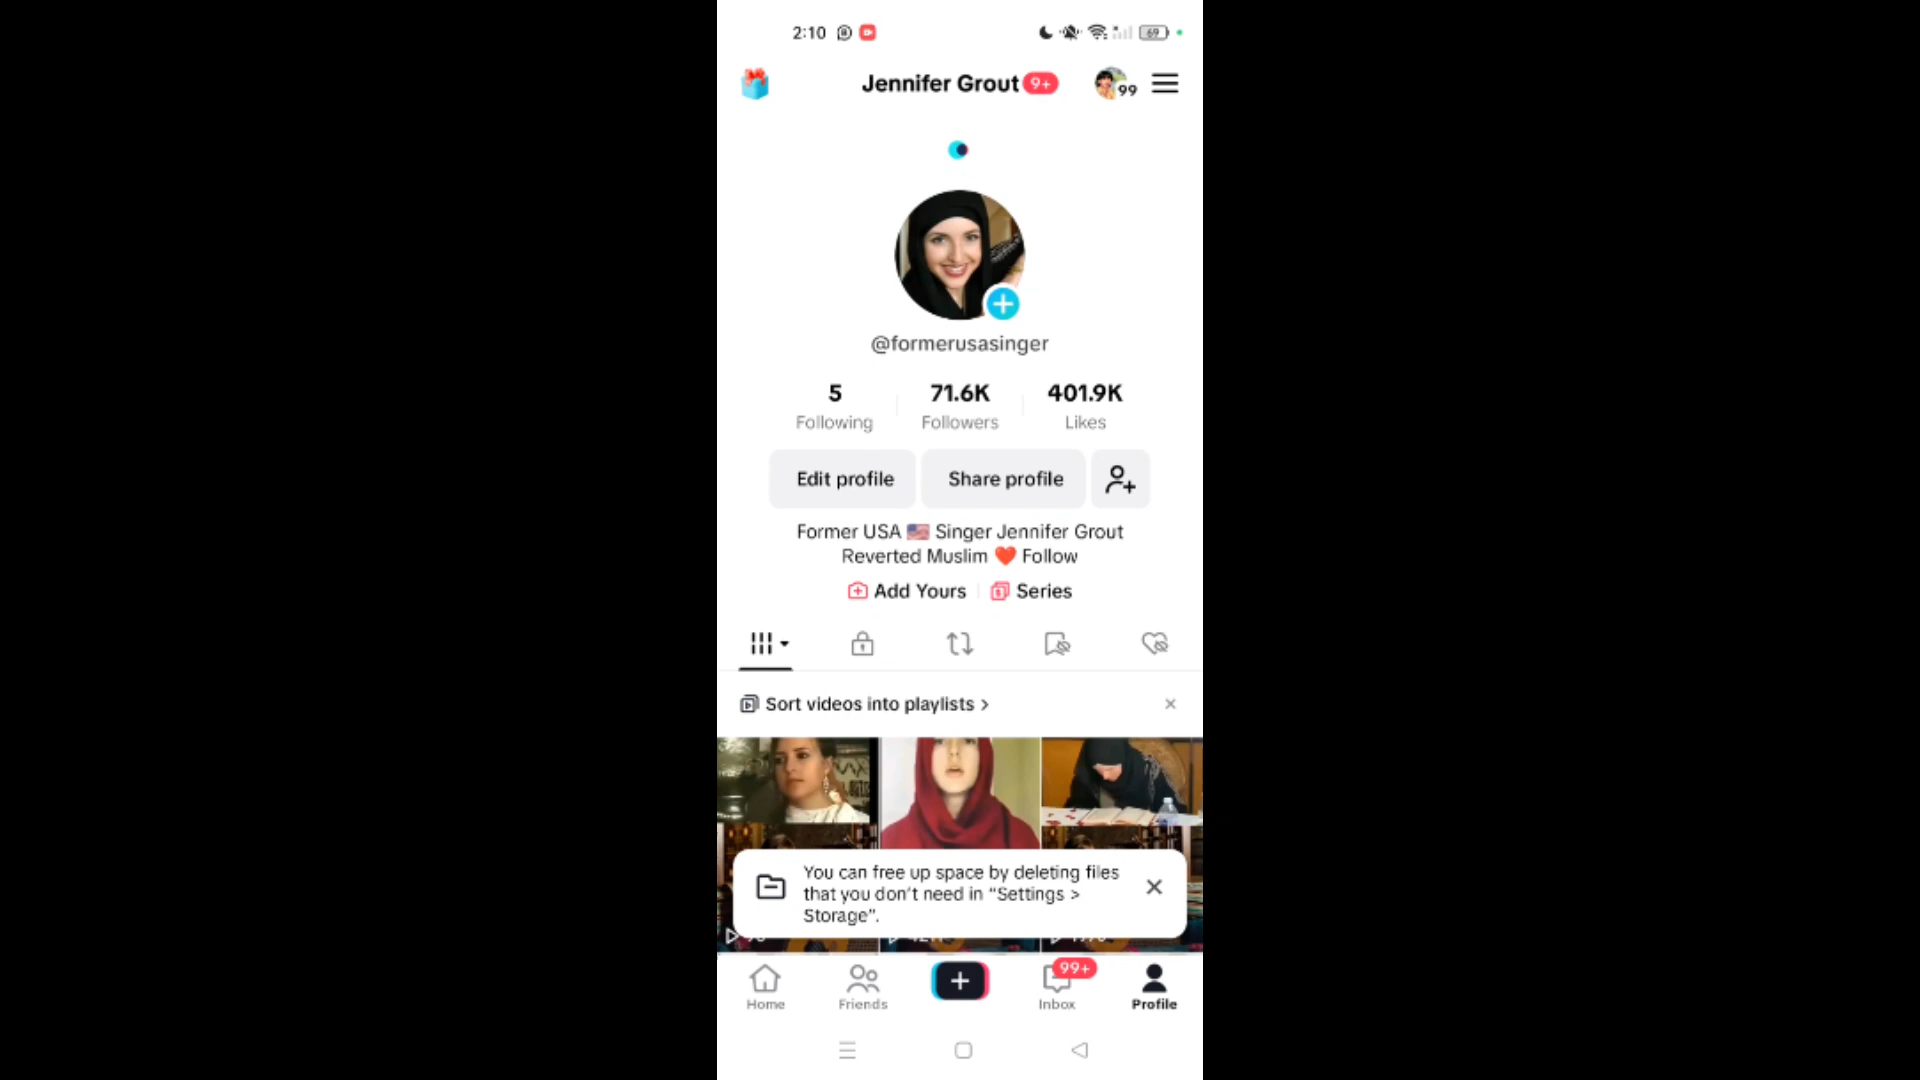 2:10
69
Jennifer Grout 9+
99
@formerusasinger
5 71.6K 401.9K
Following Followers Likes
Edit profile Share profile
Former USA 🇺🇸 Singer Jennifer Grout
Reverted Muslim ❤️ Follow
Add Yours Series
Sort videos into playlists >
You can free up space by deleting files
that you don't need in "Settings >
Storage".
99+
Home Friends Inbox Profile